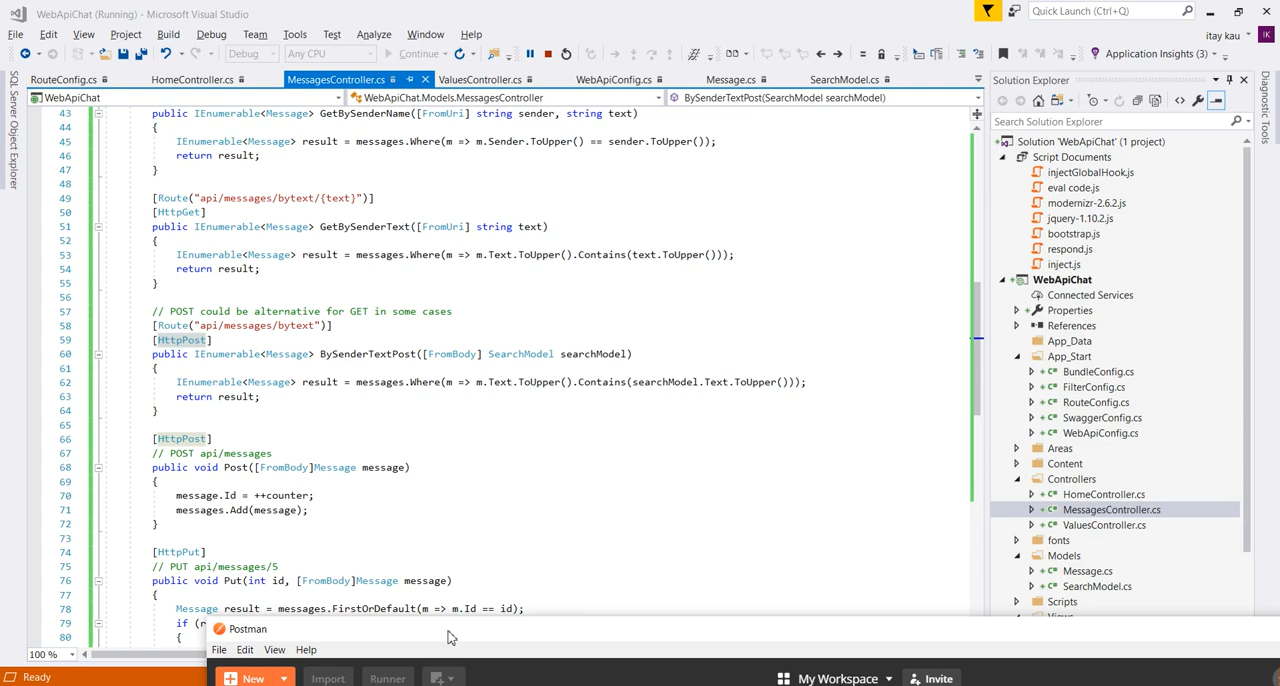 WebApiChat (Running) - Microsoft Visual Studio
Quick Launch (Ctrl+Q)
File Edit View Project Build Debug Team Tools Test Analyze Window Help
itay kau IK
Debug Any CPU Continue Application Insights (3)
RouteConfig.cs HomeController.cs MessagesController.cs ValuesController.cs WebApiConfig.cs Message.cs SearchModel.cs
WebApiChat WebApiChat.Models.MessagesController BySenderTextPost(SearchModel searchModel)
SQL Server Object Explorer
43 public IEnumerable<Message> GetBySenderName([FromUri] string sender, string text)
44 {
45 IEnumerable<Message> result = messages.Where(m => m.Sender.ToUpper() == sender.ToUpper());
46 return result;
47 }
48
49 [Route("api/messages/bytext/{text}")]
50 [HttpGet]
51 public IEnumerable<Message> GetBySenderText([FromUri] string text)
52 {
53 IEnumerable<Message> result = messages.Where(m => m.Text.ToUpper().Contains(text.ToUpper()));
54 return result;
55 }
56
57 // POST could be alternative for GET in some cases
58 [Route("api/messages/bytext")]
59 [HttpPost]
60 public IEnumerable<Message> BySenderTextPost([FromBody] SearchModel searchModel)
61 {
62 IEnumerable<Message> result = messages.Where(m => m.Text.ToUpper().Contains(searchModel.Text.ToUpper()));
63 return result;
64 }
65
66 [HttpPost]
67 // POST api/messages
68 public void Post([FromBody]Message message)
69 {
70 message.Id = ++counter;
71 messages.Add(message);
72 }
73
74 [HttpPut]
75 // PUT api/messages/5
76 public void Put(int id, [FromBody]Message message)
77 {
78 Message result = messages.FirstOrDefault(m => m.Id == id);
79 if (r
80 {
100 %
Ready
Solution Explorer
Search Solution Explorer
Solution 'WebApiChat' (1 project)
Script Documents
injectGlobalHook.js
eval code.js
modernizr-2.6.2.js
jquery-1.10.2.js
bootstrap.js
respond.js
inject.js
WebApiChat
Connected Services
Properties
References
App_Data
App_Start
BundleConfig.cs
FilterConfig.cs
RouteConfig.cs
SwaggerConfig.cs
WebApiConfig.cs
Areas
Content
Controllers
HomeController.cs
MessagesController.cs
ValuesController.cs
fonts
Models
Message.cs
SearchModel.cs
Scripts
Diagnostic Tools
Postman
File Edit View Help
New Import Runner My Workspace Invite